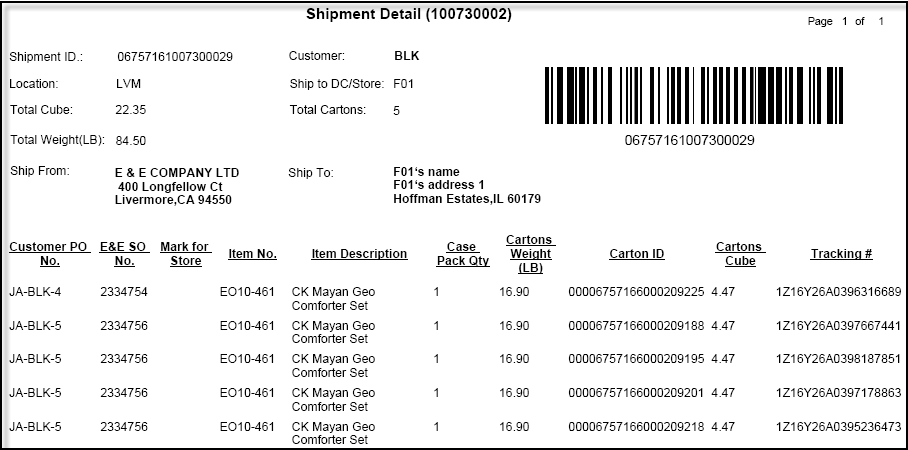 Shipment Detail (100730002)
Page 1 of 1
Shipment ID.: 06757161007300029 Customer: BLK
Location: LVM Ship to DC/Store: F01
Total Cube: 22.35 Total Cartons: 5
Total Weight(LB): 84.50
06757161007300029
Ship From: E & E COMPANY LTD Ship To: F01's name
400 Longfellow Ct F01's address 1
Livermore,CA 94550 Hoffman Estates,IL 60179
Customer PO E&E SO Mark for Item No. Item Description Case Cartons Carton ID Cartons Tracking #
No. No. Store Pack Qty Weight Cube
(LB)
JA-BLK-4 2334754 EO10-461 CK Mayan Geo 1 16.90 00006757166000209225 4.47 1Z16Y26A0396316689
Comforter Set
JA-BLK-5 2334756 EO10-461 CK Mayan Geo 1 16.90 00006757166000209188 4.47 1Z16Y26A0397667441
Comforter Set
JA-BLK-5 2334756 EO10-461 CK Mayan Geo 1 16.90 00006757166000209195 4.47 1Z16Y26A0398187851
Comforter Set
JA-BLK-5 2334756 EO10-461 CK Mayan Geo 1 16.90 00006757166000209201 4.47 1Z16Y26A0397178863
Comforter Set
JA-BLK-5 2334756 EO10-461 CK Mayan Geo 1 16.90 00006757166000209218 4.47 1Z16Y26A0395236473
Comforter Set